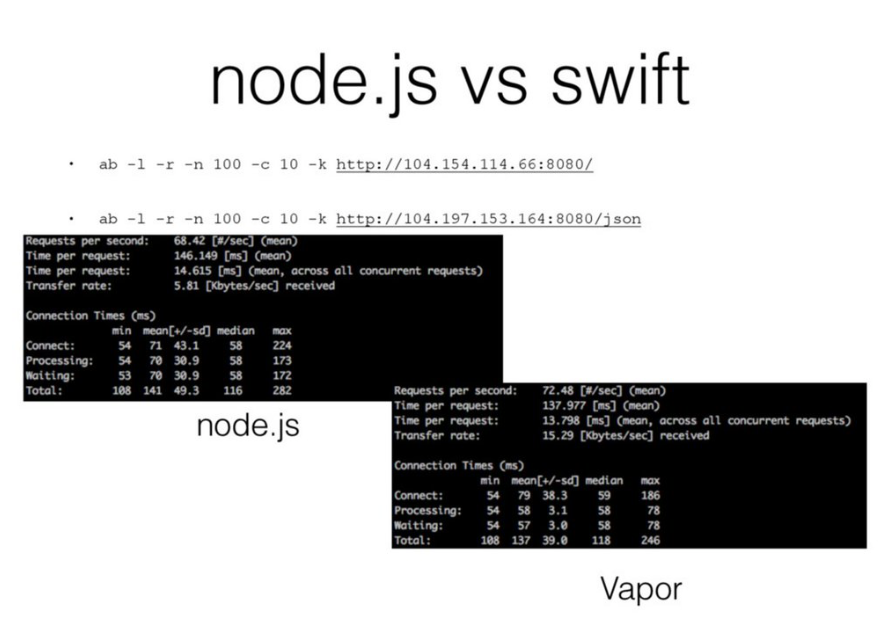 node.js vs swift
• ab -l -r -n 100 -c 10 -k http://104.154.114.66:8080/
• ab -l -r -n 100 -c 10 -k http://104.197.153.164:8080/json
Requests per second: 68.42 [#/sec] (mean)
Time per request: 146.149 [ms] (mean)
Time per request: 14.615 [ms] (mean, across all concurrent requests)
Transfer rate: 5.81 [Kbytes/sec] received
Connection Times (ms)
min mean[+/-sd] median max
Connect: 54 71 43.1 58 224
Processing: 54 70 30.9 58 173
Waiting: 53 70 30.9 58 172
Total: 108 141 49.3 116 282
node.js
Requests per second: 72.48 [#/sec] (mean)
Time per request: 137.977 [ms] (mean)
Time per request: 13.798 [ms] (mean, across all concurrent requests)
Transfer rate: 15.29 [Kbytes/sec] received
Connection Times (ms)
min mean[+/-sd] median max
Connect: 54 79 38.3 59 186
Processing: 54 58 3.1 58 78
Waiting: 54 57 3.0 58 78
Total: 108 137 39.0 118 246
Vapor